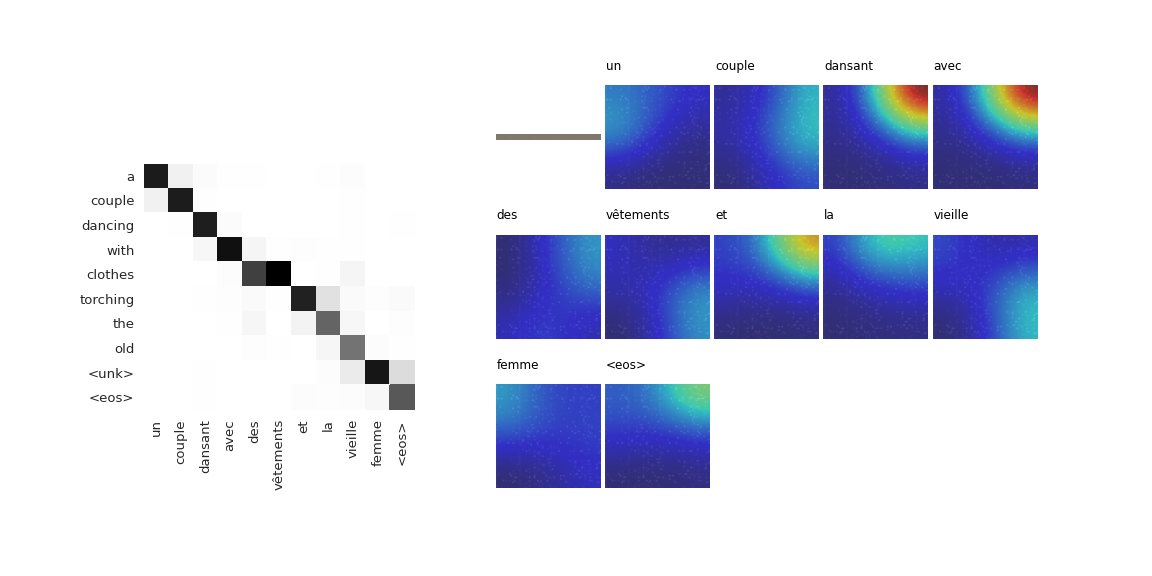 a
couple
dancing
with
clothes
torching
the
old
<unk>
<eos>
un
couple
dansant
avec
des
vêtements
et
la
vieille
femme
<eos>
un couple dansant avec
des vêtements et la vieille
femme <eos>